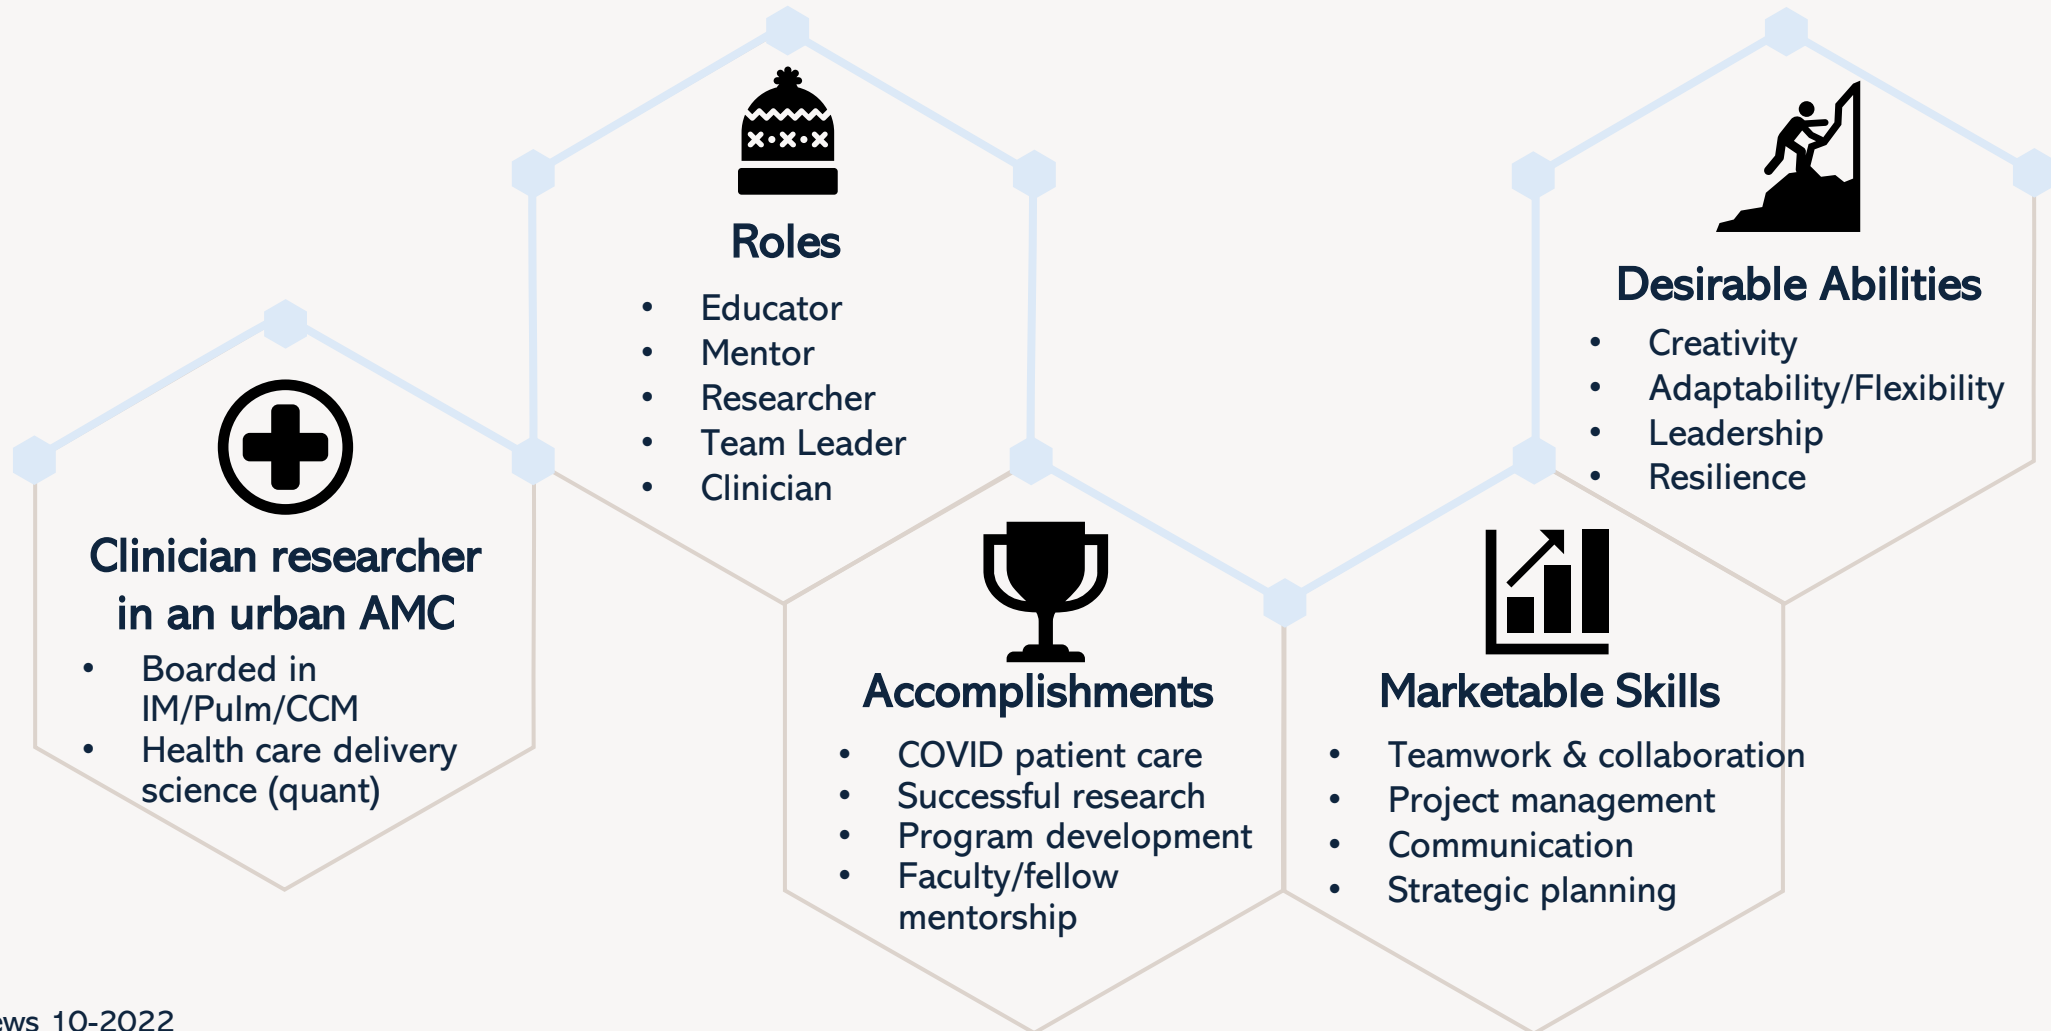 Clinician researcher
in an urban AMC
• Boarded in
IM/Pulm/CCM
• Health care delivery
science (quant)
Roles
• Educator
• Mentor
• Researcher
• Team Leader
• Clinician
Accomplishments
• COVID patient care
• Successful research
• Program development
• Faculty/fellow
mentorship
Marketable Skills
• Teamwork & collaboration
• Project management
• Communication
• Strategic planning
Desirable Abilities
• Creativity
• Adaptability/Flexibility
• Leadership
• Resilience
10-2022